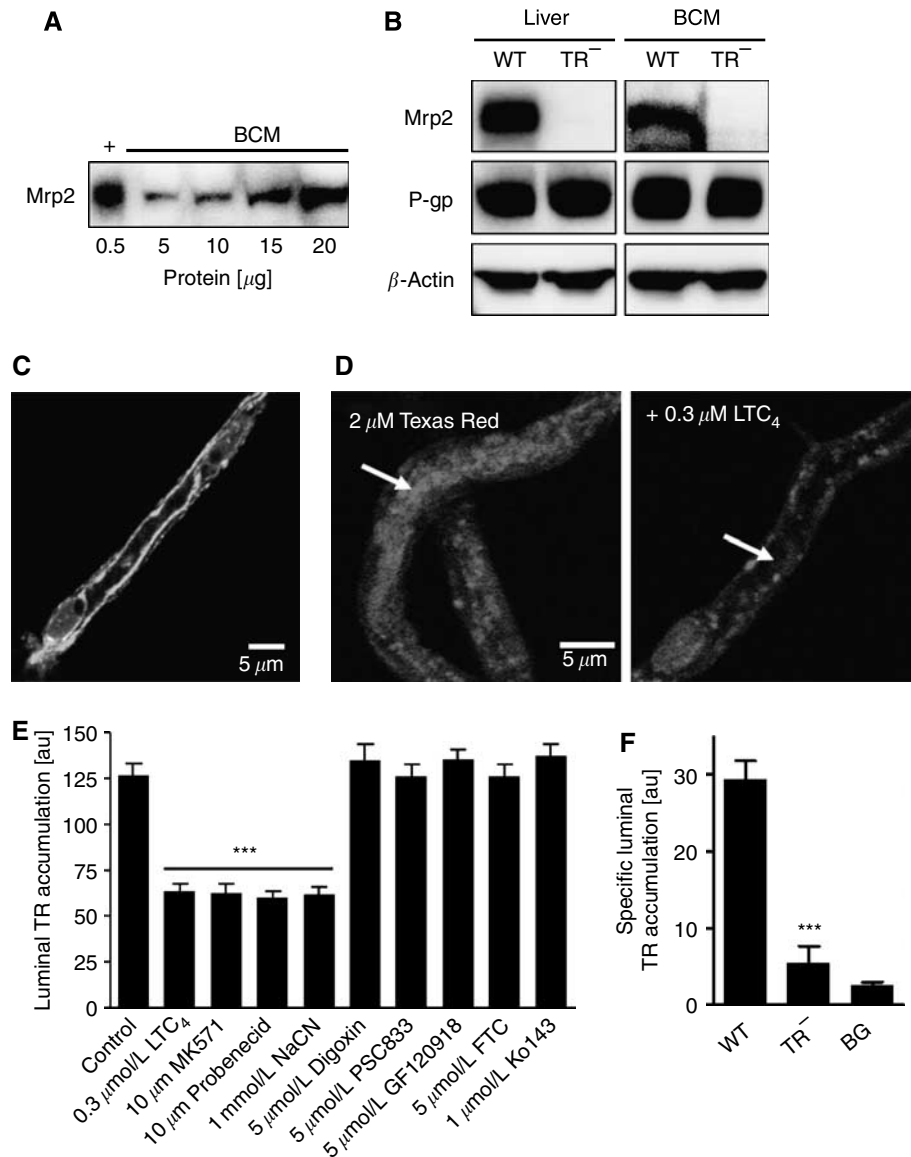 A
BCM
+
Mrp2
0.5 5 10 15 20
Protein [μg]
B
Liver BCM
WT TR⁻ WT TR⁻
Mrp2
P-gp
β-Actin
C
5 μm
D
2 μM Texas Red
5 μm
+ 0.3 μM LTC₄
E
Luminal TR accumulation [au]
150
125
100
75
50
25
0
***
Control
0.3 μmol/L LTC₄
10 μm MK571
10 μm Probenecid
1 mmol/L NaCN
5 μmol/L Digoxin
5 μmol/L PSC833
5 μmol/L GF120918
5 μmol/L FTC
1 μmol/L Ko143
F
Specific luminal
TR accumulation [au]
30
20
10
0
***
WT
TR⁻
BG